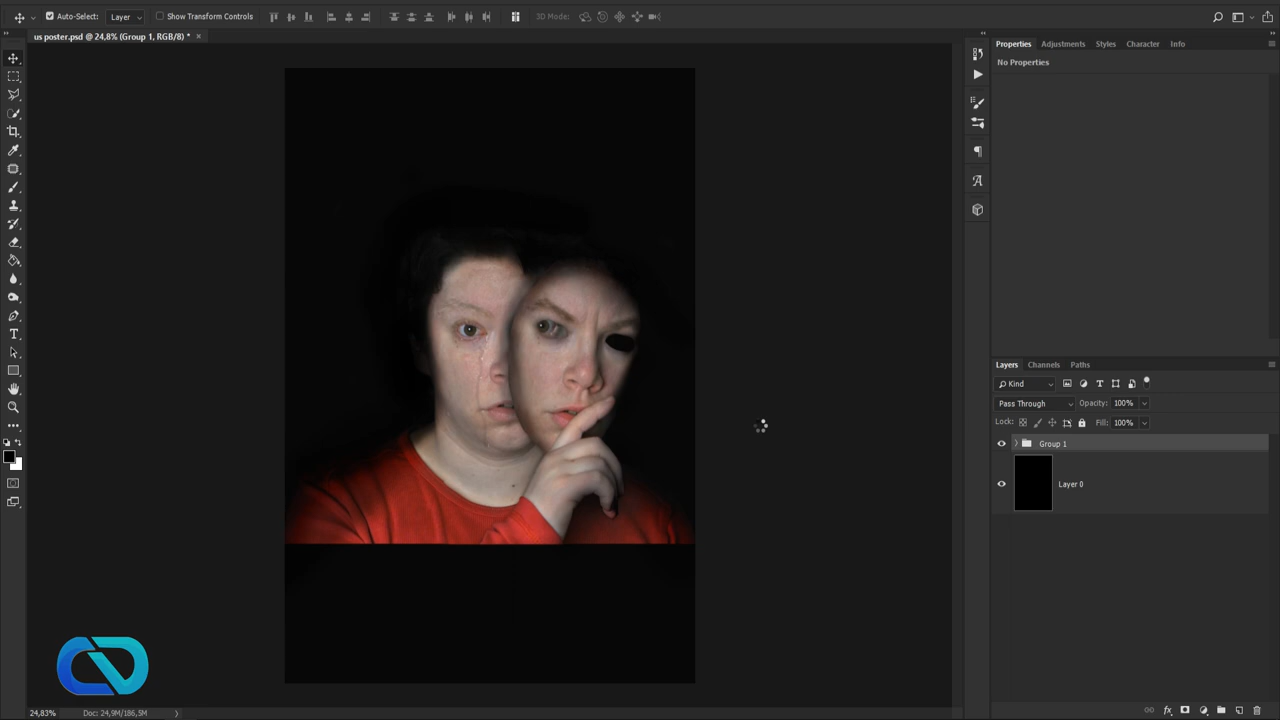 Auto-Select: Layer Show Transform Controls 3D Mode:
us poster.psd @ 24,8% (Group 1, RGB/8) * ×
Properties Adjustments Styles Character Info
No Properties
Layers Channels Paths
Kind
Pass Through Opacity: 100%
Lock: Fill: 100%
Group 1
Layer 0
24,83% Doc: 24,9M/186,5M